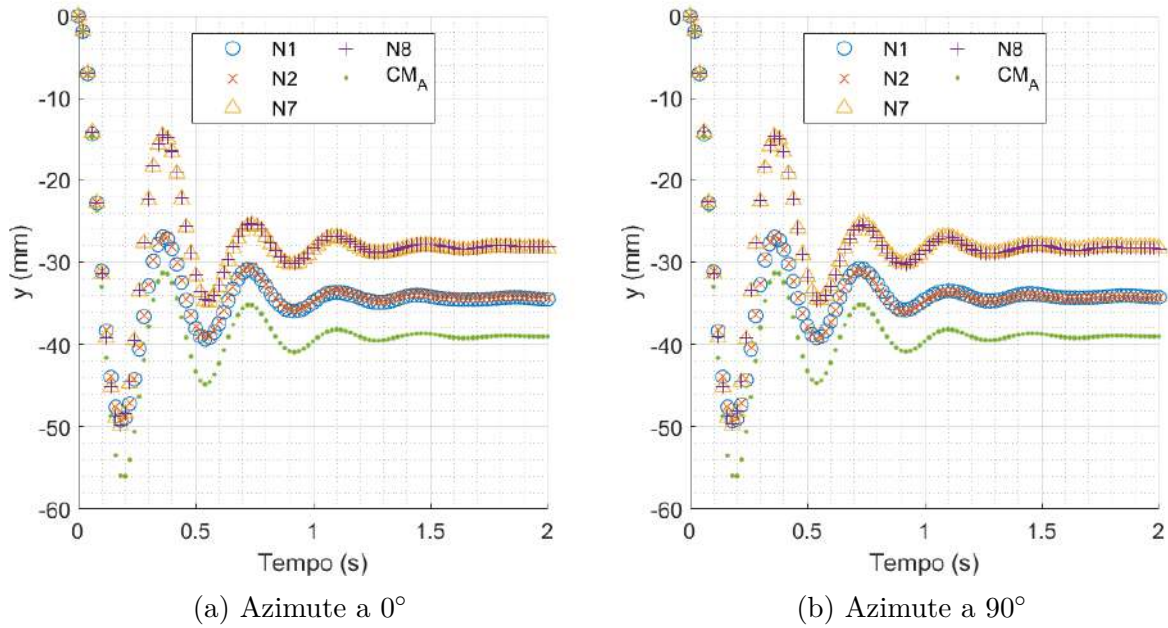 0
-10
-20
-30
-40
-50
-60
y (mm)
N1
N2
N7
N8
CM_A
0
0.5
1
1.5
2
Tempo (s)
(a) Azimute a 0°
0
-10
-20
-30
-40
-50
-60
y (mm)
N1
N2
N7
N8
CM_A
0
0.5
1
1.5
2
Tempo (s)
(b) Azimute a 90°